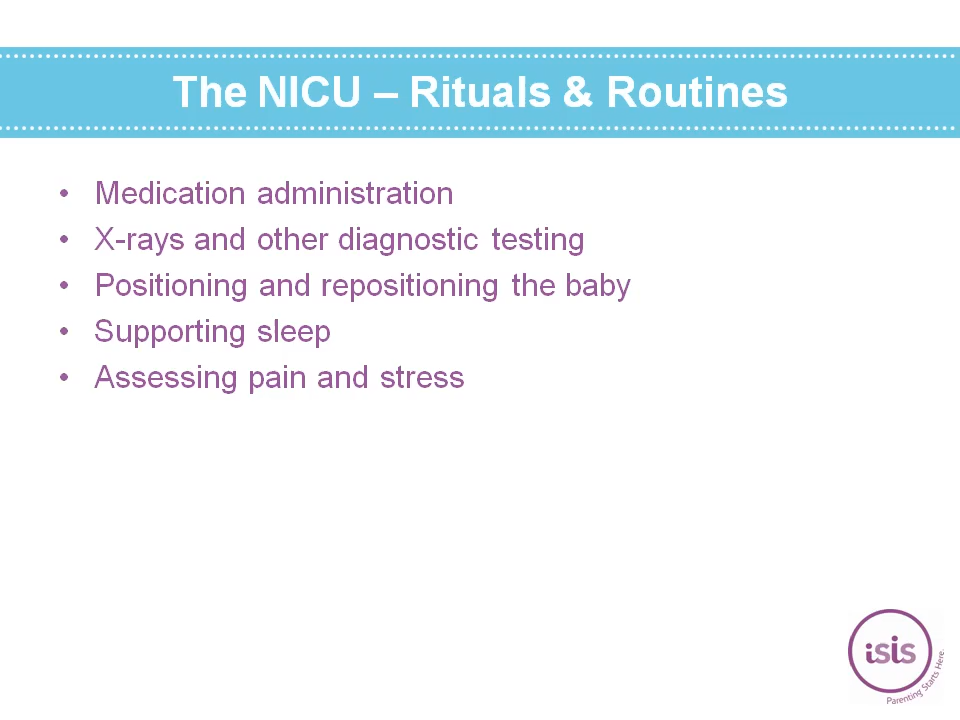 The NICU – Rituals & Routines
• Medication administration
• X-rays and other diagnostic testing
• Positioning and repositioning the baby
• Supporting sleep
• Assessing pain and stress
isis
Parenting Starts Here.